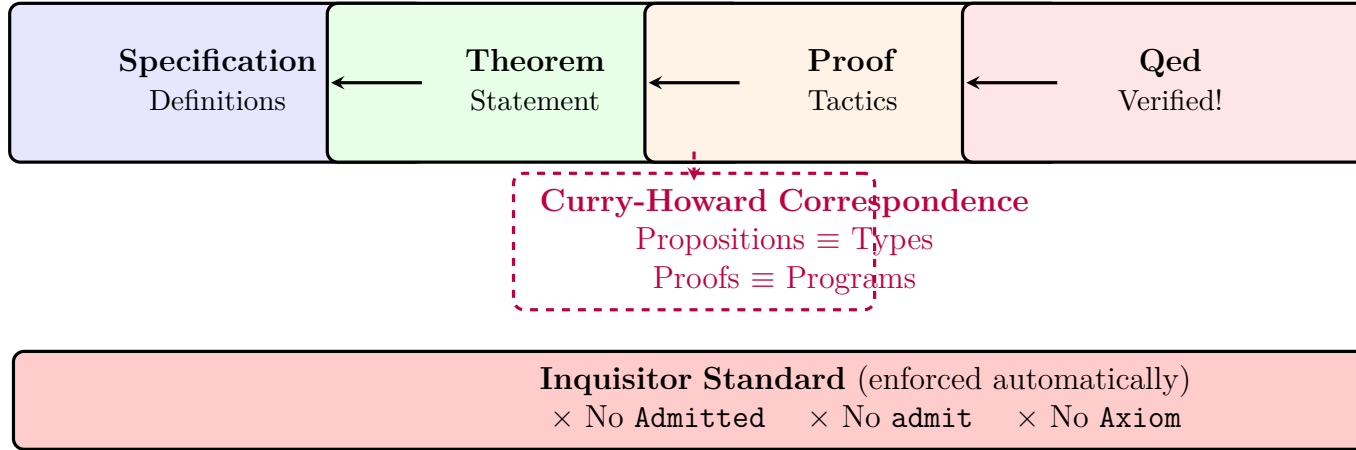 Specification
Definitions
Theorem
Statement
Proof
Tactics
Qed
Verified!
Curry-Howard Correspondence
Propositions ≡ Types
Proofs ≡ Programs
Inquisitor Standard (enforced automatically)
× No Admitted × No admit × No Axiom